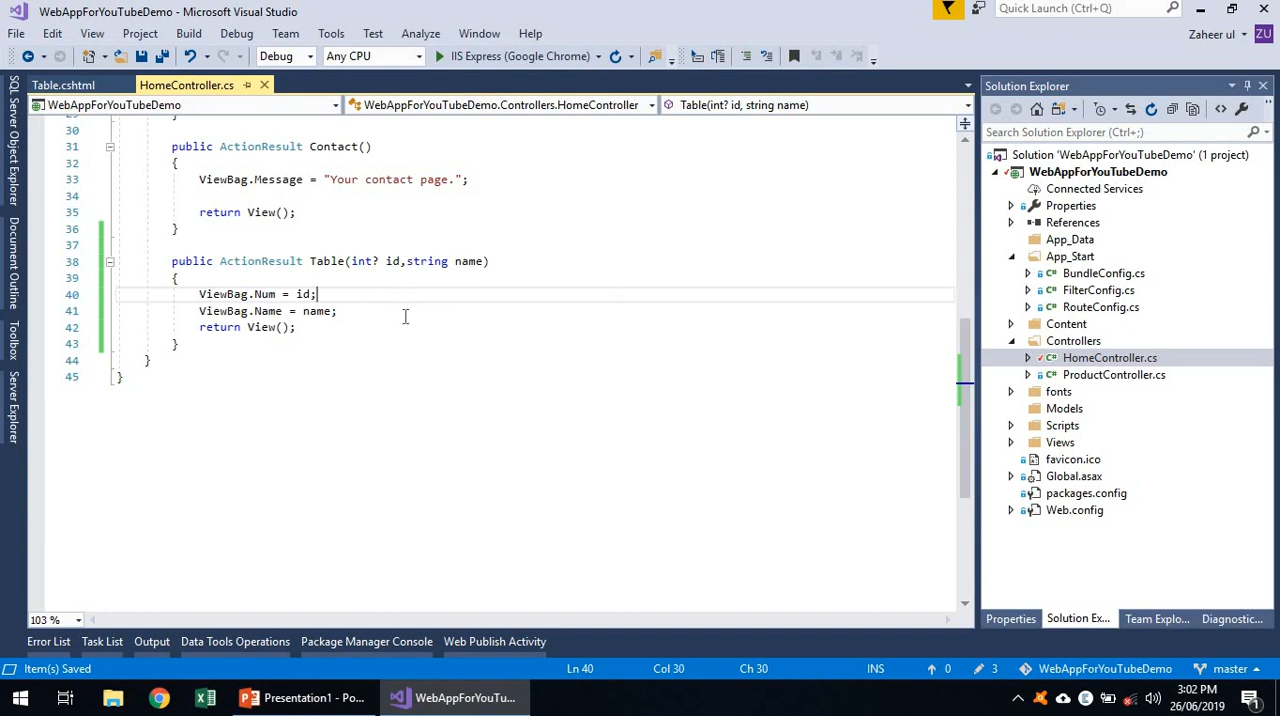 WebAppForYouTubeDemo - Microsoft Visual Studio
Quick Launch (Ctrl+Q)
File Edit View Project Build Debug Team Tools Test Analyze Window Help
Zaheer ul ZU
Debug Any CPU IIS Express (Google Chrome)
Table.cshtml HomeController.cs
WebAppForYouTubeDemo WebAppForYouTubeDemo.Controllers.HomeController Table(int? id, string name)
SQL Server Object Explorer
Document Outline
Toolbox
Server Explorer
29 }
30
31 public ActionResult Contact()
32 {
33 ViewBag.Message = "Your contact page.";
34
35 return View();
36 }
37
38 public ActionResult Table(int? id,string name)
39 {
40 ViewBag.Num = id;
41 ViewBag.Name = name;
42 return View();
43 }
44 }
45 }
103 %
Solution Explorer
Search Solution Explorer (Ctrl+;)
Solution 'WebAppForYouTubeDemo' (1 project)
WebAppForYouTubeDemo
Connected Services
Properties
References
App_Data
App_Start
C# BundleConfig.cs
C# FilterConfig.cs
C# RouteConfig.cs
Content
Controllers
C# HomeController.cs
C# ProductController.cs
fonts
Models
Scripts
Views
favicon.ico
Global.asax
packages.config
Web.config
Properties Solution Ex... Team Explo... Diagnostic...
Error List Task List Output Data Tools Operations Package Manager Console Web Publish Activity
Item(s) Saved Ln 40 Col 30 Ch 30 INS 0 3 WebAppForYouTubeDemo master
Presentation1 - Po... WebAppForYouTu...
3:02 PM
26/06/2019
1